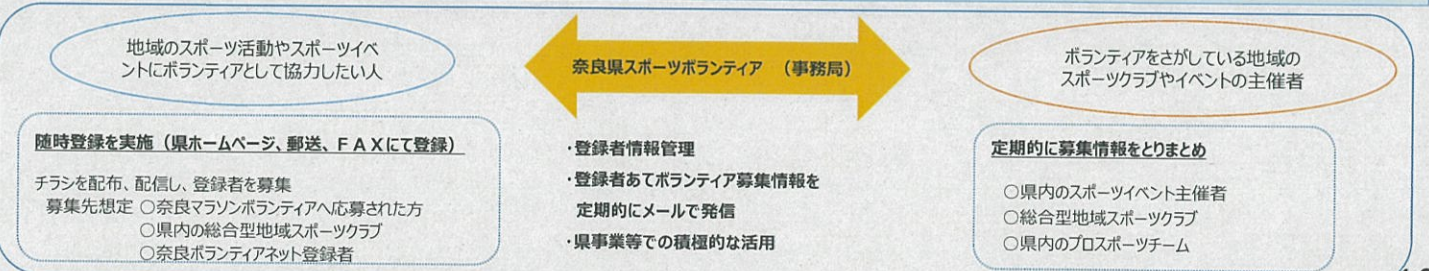 地域のスポーツ活動やスポーツイベ
ントにボランティアとして協力したい人
奈良県スポーツボランティア （事務局）
ボランティアをさがしている地域の
スポーツクラブやイベントの主催者
随時登録を実施（県ホームページ、郵送、ＦＡＸにて登録）
チラシを配布、配信し、登録者を募集
募集先想定 ○奈良マラソンボランティアへ応募された方
○県内の総合型地域スポーツクラブ
○奈良ボランティアネット登録者
・登録者情報管理
・登録者あてボランティア募集情報を
定期的にメールで発信
・県事業等での積極的な活用
定期的に募集情報をとりまとめ
○県内のスポーツイベント主催者
○総合型地域スポーツクラブ
○県内のプロスポーツチーム